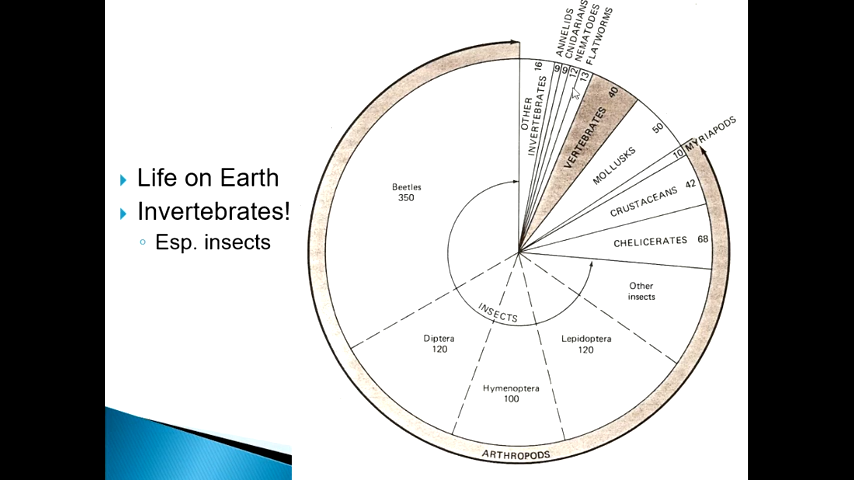 Life on Earth
Invertebrates!
Esp. insects
ANNELIDS
CNIDARIANS
NEMATODES
FLATWORMS
16
9
9
12
13
OTHER
INVERTEBRATES
40
VERTEBRATES
50
MOLLUSKS
10
MYRIAPODS
42
CRUSTACEANS
CHELICERATES 68
Other
insects
Beetles
350
INSECTS
Diptera
120
Lepidoptera
120
Hymenoptera
100
ARTHROPODS